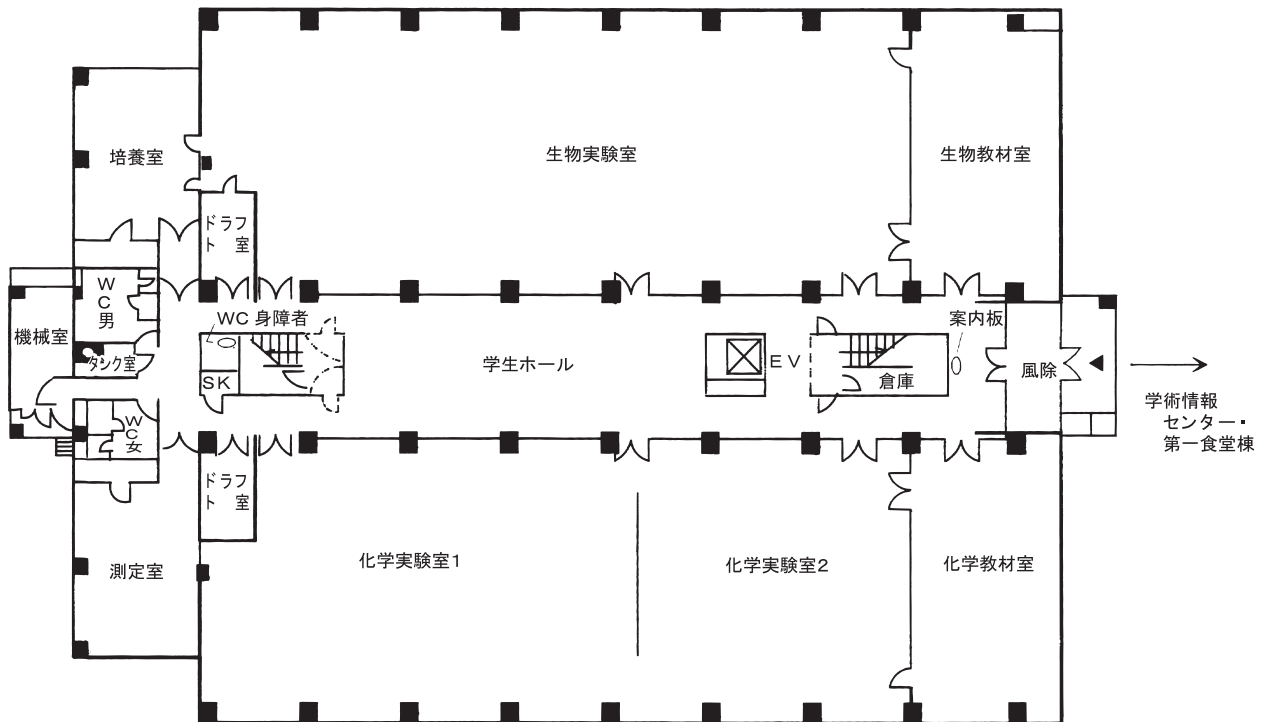 培養室
生物実験室
生物教材室
ドラフ
ト 室
WC男
機械室
タンク室
WC 身障者
SK
学生ホール
EV
倉庫
案内板
風除
学術情報
センター・
第一食堂棟
WC女
ドラフ
ト 室
測定室
化学実験室1
化学実験室2
化学教材室